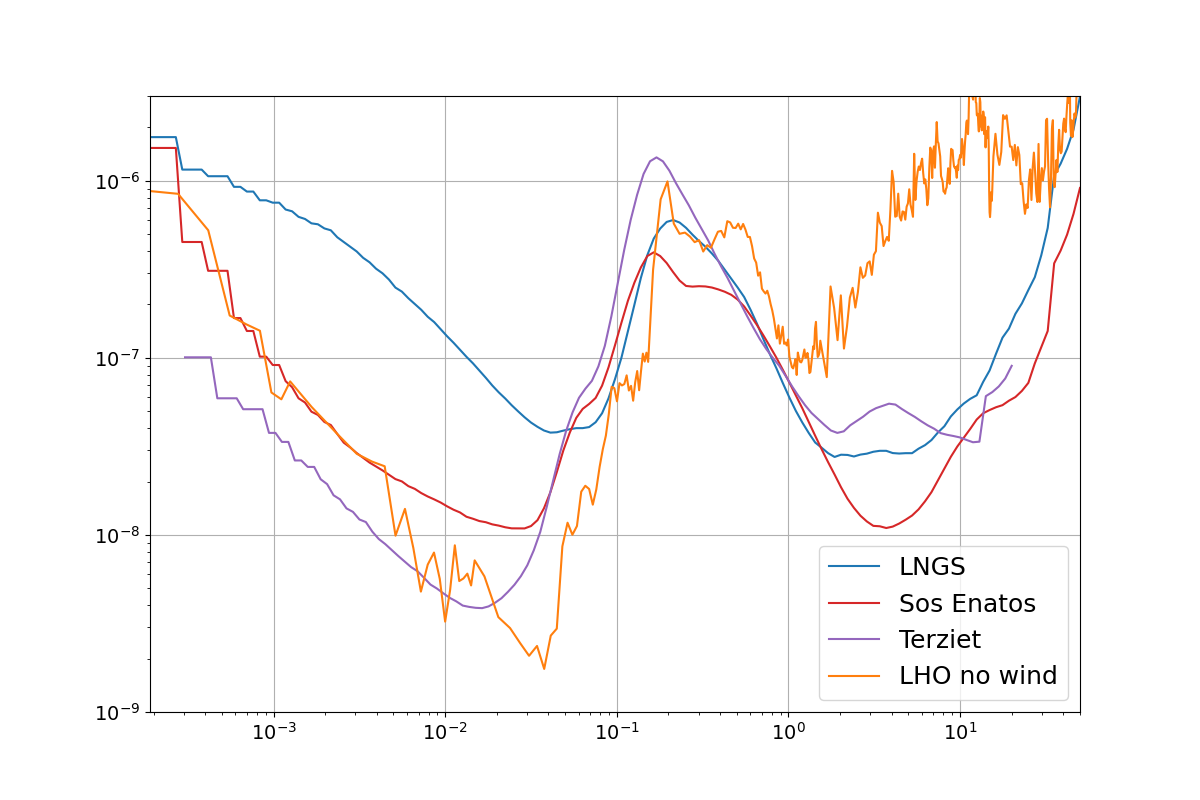 10⁻⁶
10⁻⁷
10⁻⁸
10⁻⁹
10⁻³ 10⁻² 10⁻¹ 10⁰ 10¹
LNGS
Sos Enatos
Terziet
LHO no wind